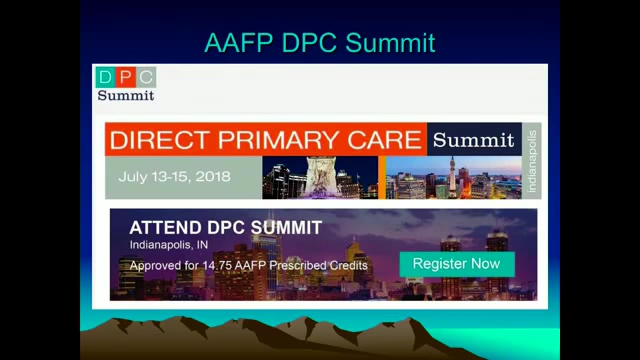 AAFP DPC Summit
D P C
Summit
DIRECT PRIMARY CARE Summit
Indianapolis
July 13-15, 2018
ATTEND DPC SUMMIT
Indianapolis, IN
Approved for 14.75 AAFP Prescribed Credits
Register Now